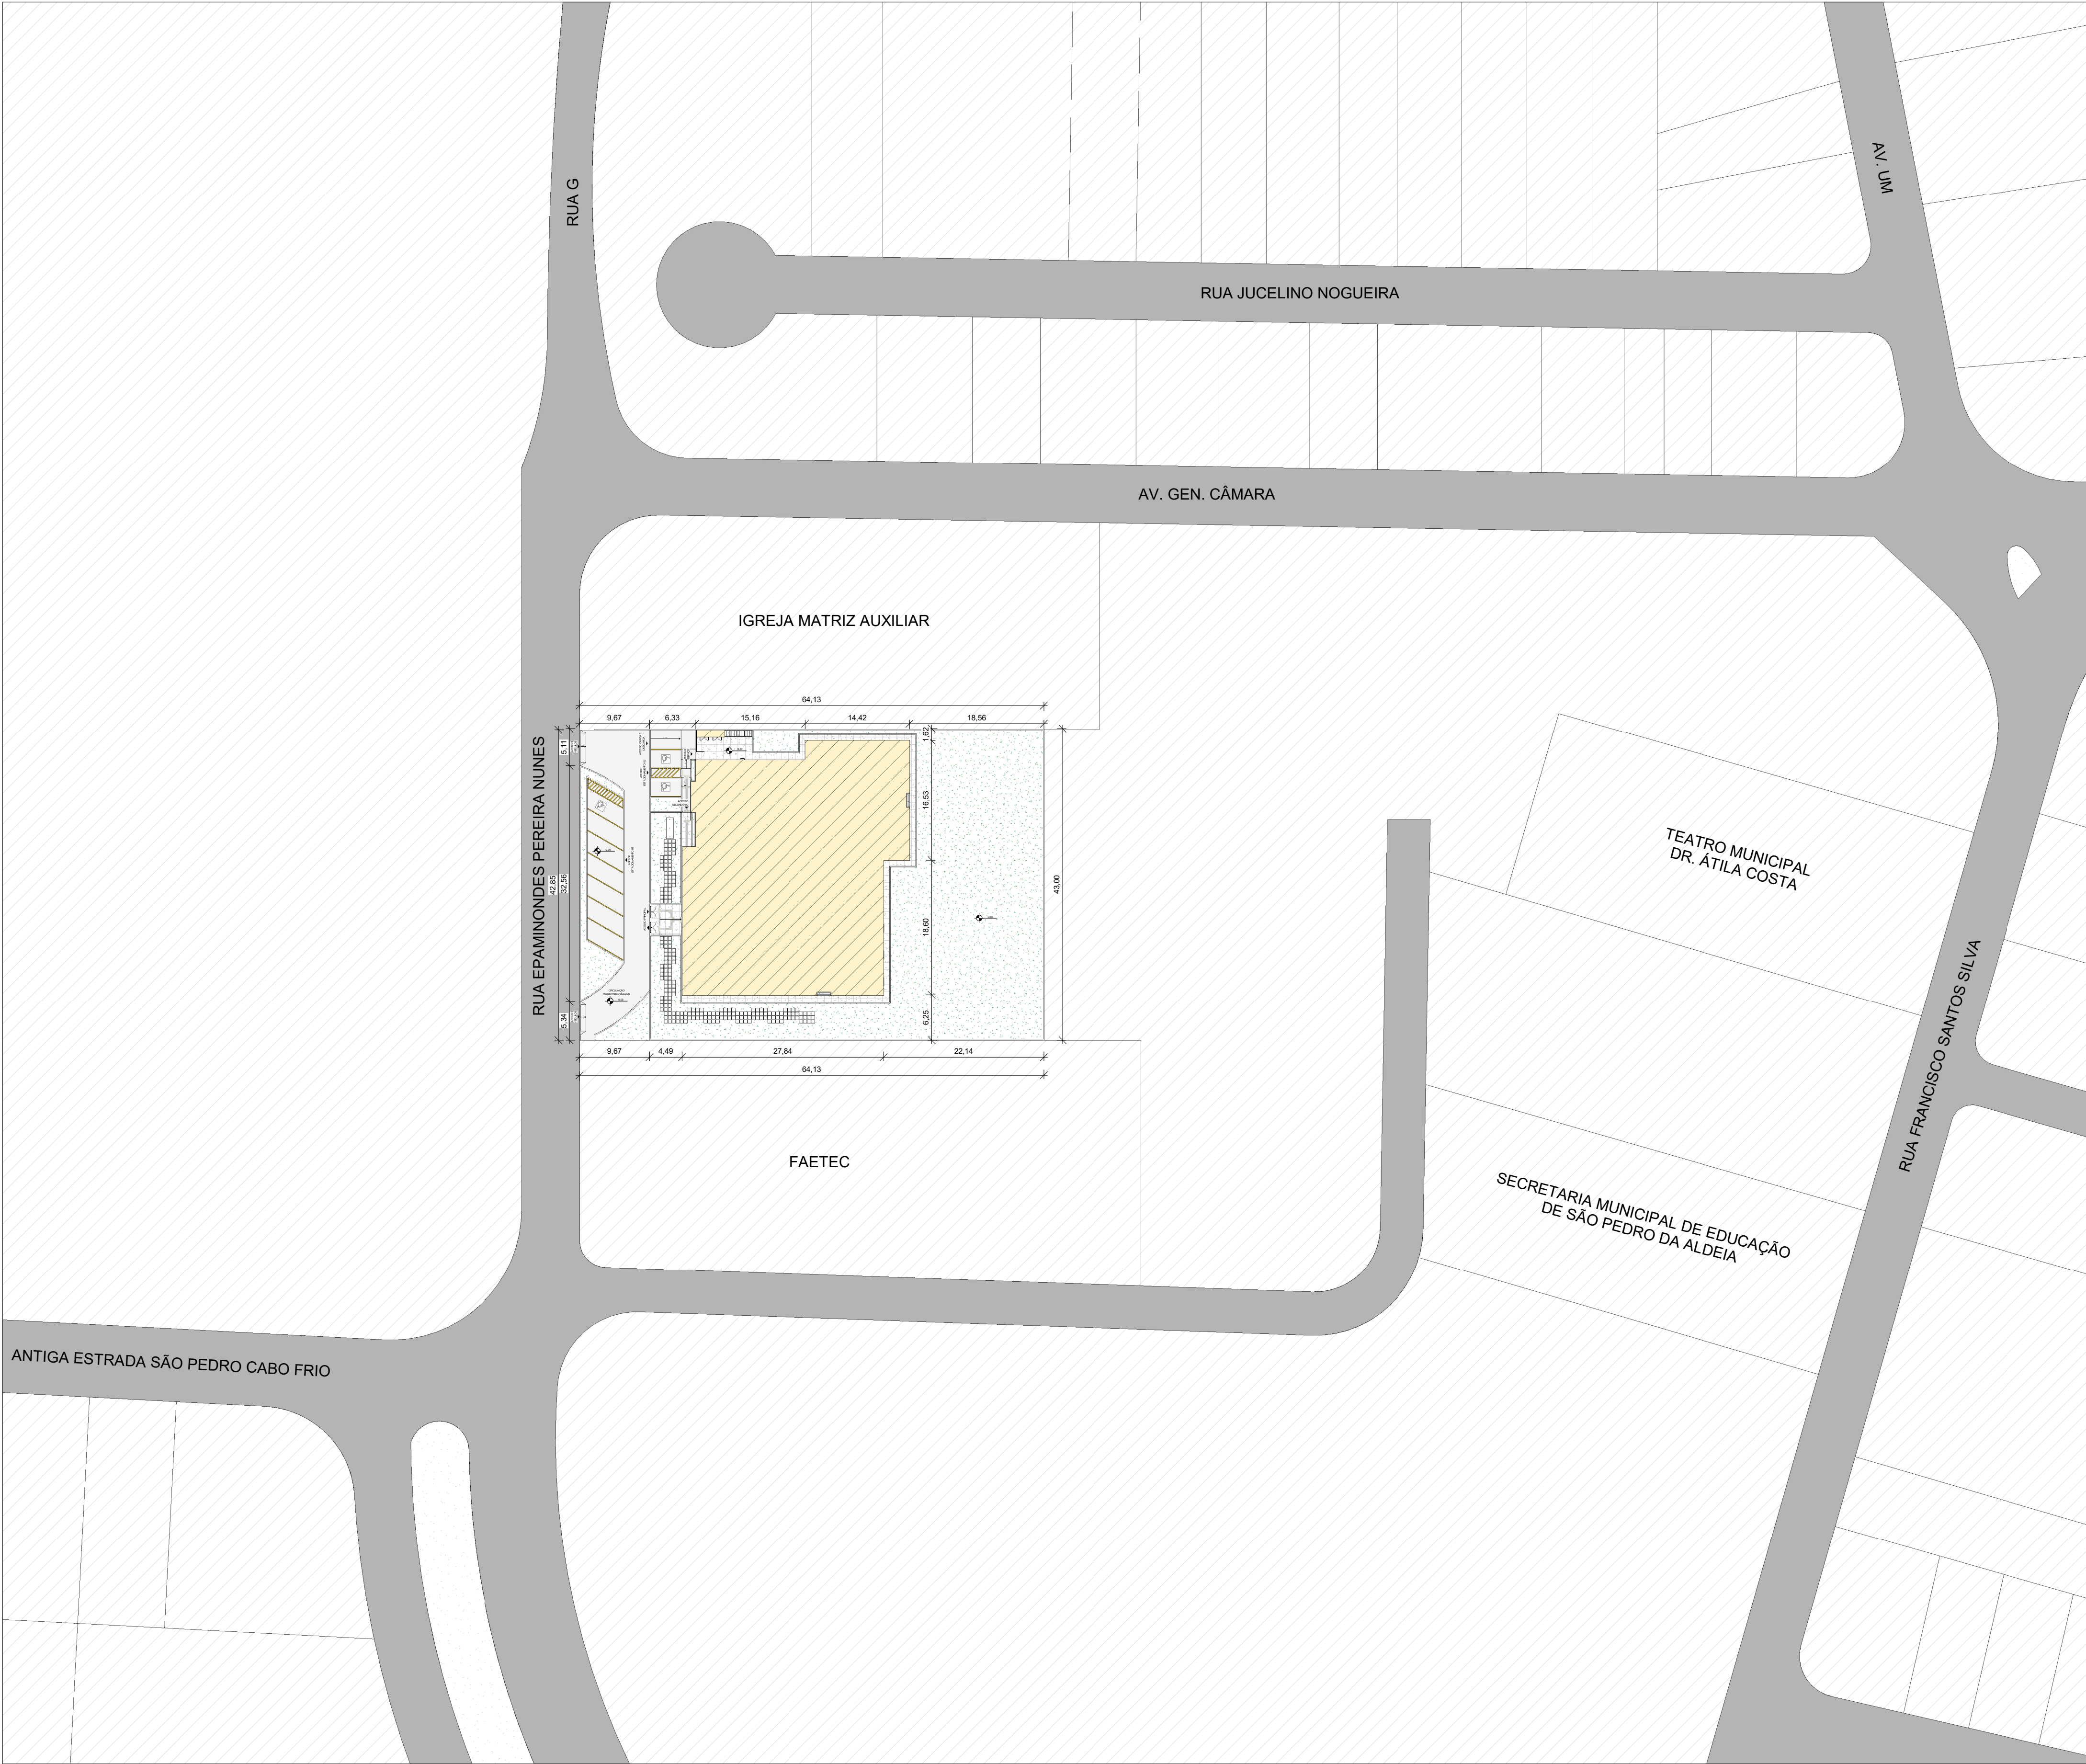 RUA G
AV. UM
RUA JUCELINO NOGUEIRA
AV. GEN. CÂMARA
IGREJA MATRIZ AUXILIAR
64,13
9,67
6,33
15,16
14,42
18,56
RUA EPAMINONDES PEREIRA NUNES
42,85
5,11
32,56
5,34
1,62
16,53
18,60
6,25
43,00
9,67
4,49
27,84
22,14
64,13
FAETEC
TEATRO MUNICIPAL
DR. ÁTILA COSTA
RUA FRANCISCO SANTOS SILVA
SECRETARIA MUNICIPAL DE EDUCAÇÃO
DE SÃO PEDRO DA ALDEIA
ANTIGA ESTRADA SÃO PEDRO CABO FRIO